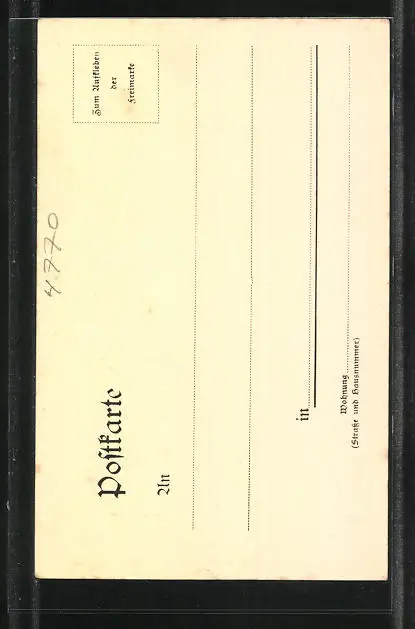 4770
Zum Aufkleben
der
Freimarke
Postkarte
An
in
Wohnung
(Straße und Hausnummer)